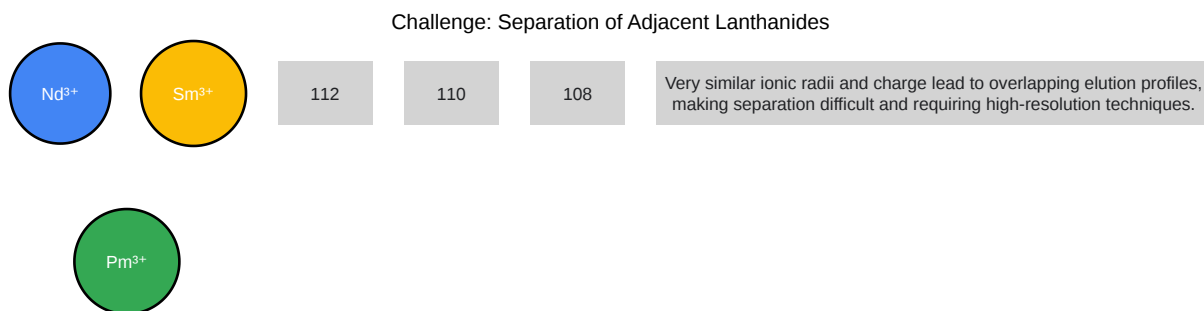 Challenge: Separation of Adjacent Lanthanides
Nd³⁺
Sm³⁺
112
110
108
Very similar ionic radii and charge lead to overlapping elution profiles,
making separation difficult and requiring high-resolution techniques.
Pm³⁺